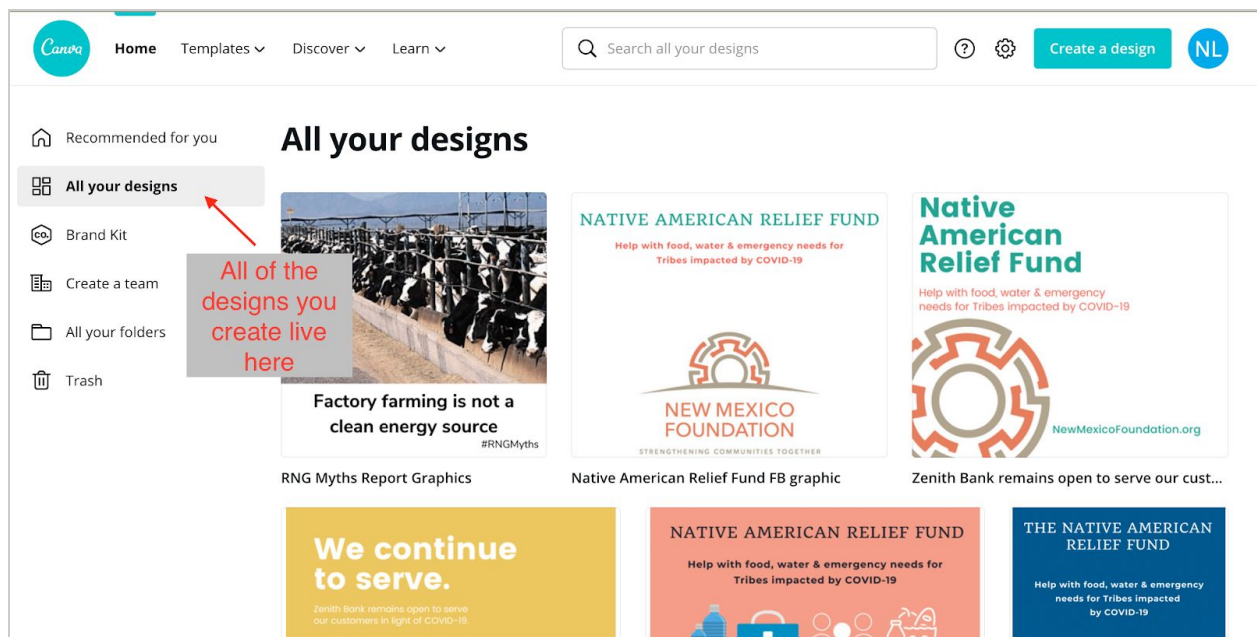 Canva
Home Templates Discover Learn
Search all your designs
?
Create a design
NL
Recommended for you
All your designs
CO.
Brand Kit
Create a team
All your folders
Trash
All of the
designs you
create live
here
All your designs
Factory farming is not a
clean energy source
#RNGMyths
RNG Myths Report Graphics
NATIVE AMERICAN RELIEF FUND
Help with food, water & emergency needs for
Tribes impacted by COVID-19
NEW MEXICO
FOUNDATION
STRENGTHENING COMMUNITIES TOGETHER
Native American Relief Fund FB graphic
Native
American
Relief Fund
Help with food, water & emergency
needs for Tribes impacted by COVID-19
NewMexicoFoundation.org
Zenith Bank remains open to serve our cust...
We continue
to serve.
Zenith Bank remains open to serve
our customers in light of COVID-19.
NATIVE AMERICAN RELIEF FUND
Help with food, water & emergency needs for
Tribes impacted by COVID-19
THE NATIVE AMERICAN
RELIEF FUND
Help with food, water & emergency
needs for Tribes impacted
by COVID-19